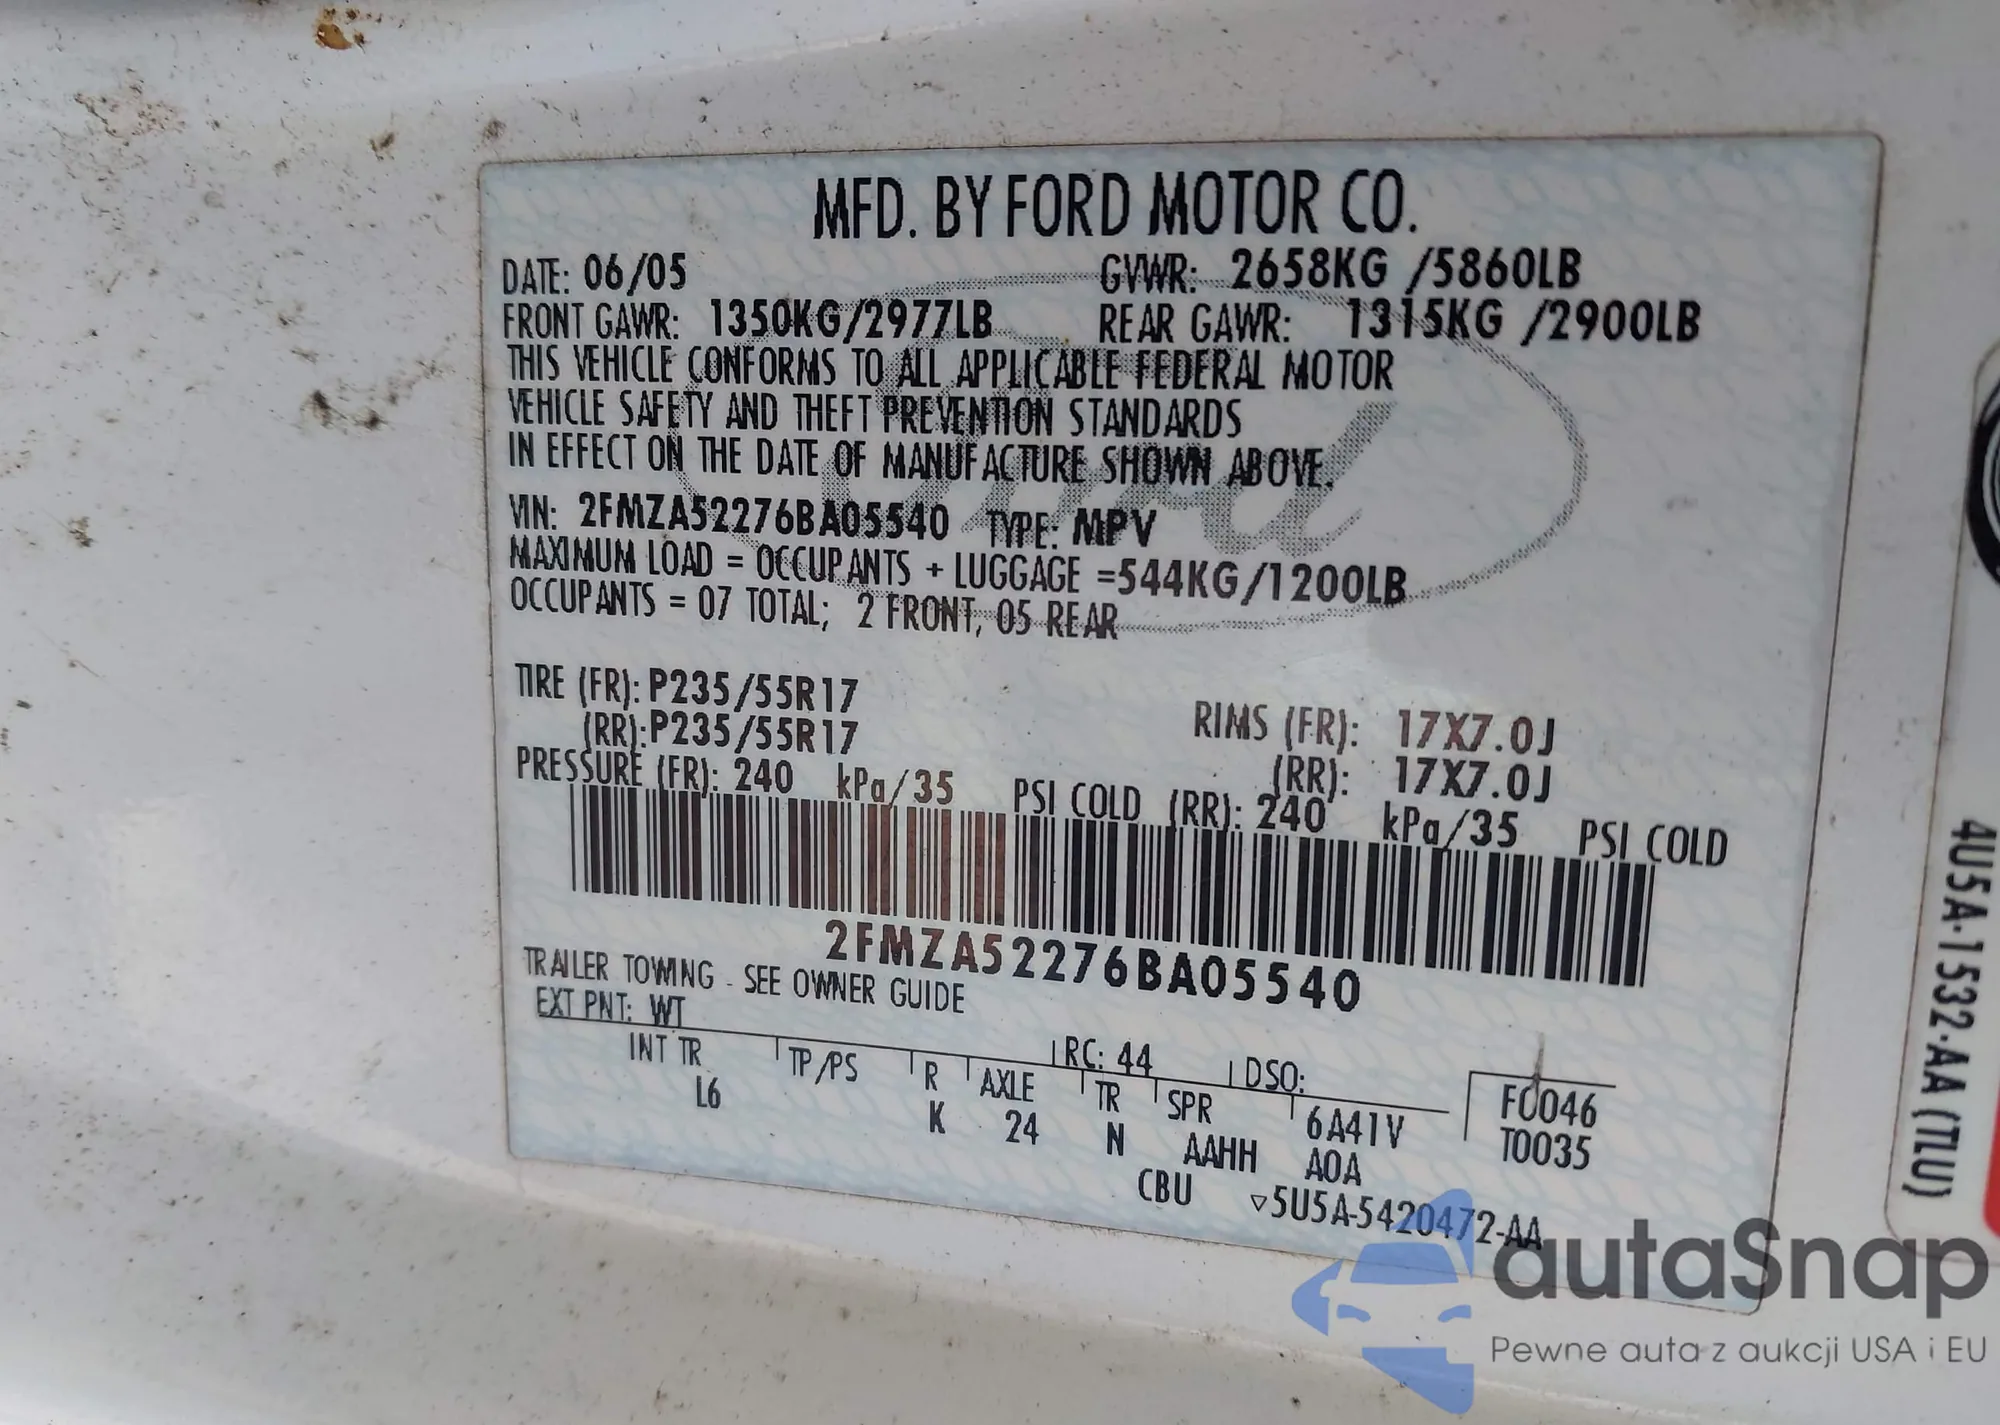 MFD. BY FORD MOTOR CO.
DATE: 06/05 GVWR: 2658KG /5860LB
FRONT GAWR: 1350KG/2977LB REAR GAWR: 1315KG /2900LB
THIS VEHICLE CONFORMS TO ALL APPLICABLE FEDERAL MOTOR
VEHICLE SAFETY AND THEFT PREVENTION STANDARDS
IN EFFECT ON THE DATE OF MANUFACTURE SHOWN ABOVE.
VIN: 2FMZA52276BA05540 TYPE: MPV
MAXIMUM LOAD = OCCUPANTS + LUGGAGE =544KG/1200LB
OCCUPANTS = 07 TOTAL; 2 FRONT, 05 REAR
Ford
TIRE (FR): P235/55R17 RIMS (FR): 17X7.0J
(RR): P235/55R17 (RR): 17X7.0J
PRESSURE (FR): 240 kPa/35 PSI COLD (RR): 240 kPa/35 PSI COLD
2FMZA52276BA05540
TRAILER TOWING - SEE OWNER GUIDE
EXT PNT: WT RC: 44 DSO:
INT TR TP/PS R AXLE TR SPR 6A41V F0046
L6 K 24 N AAHH A0A T0035
CBU ▽5U5A-5420472-AA
4U5A-1532-AA (TLU)
autaSnap
Pewne auta z aukcji USA i EU